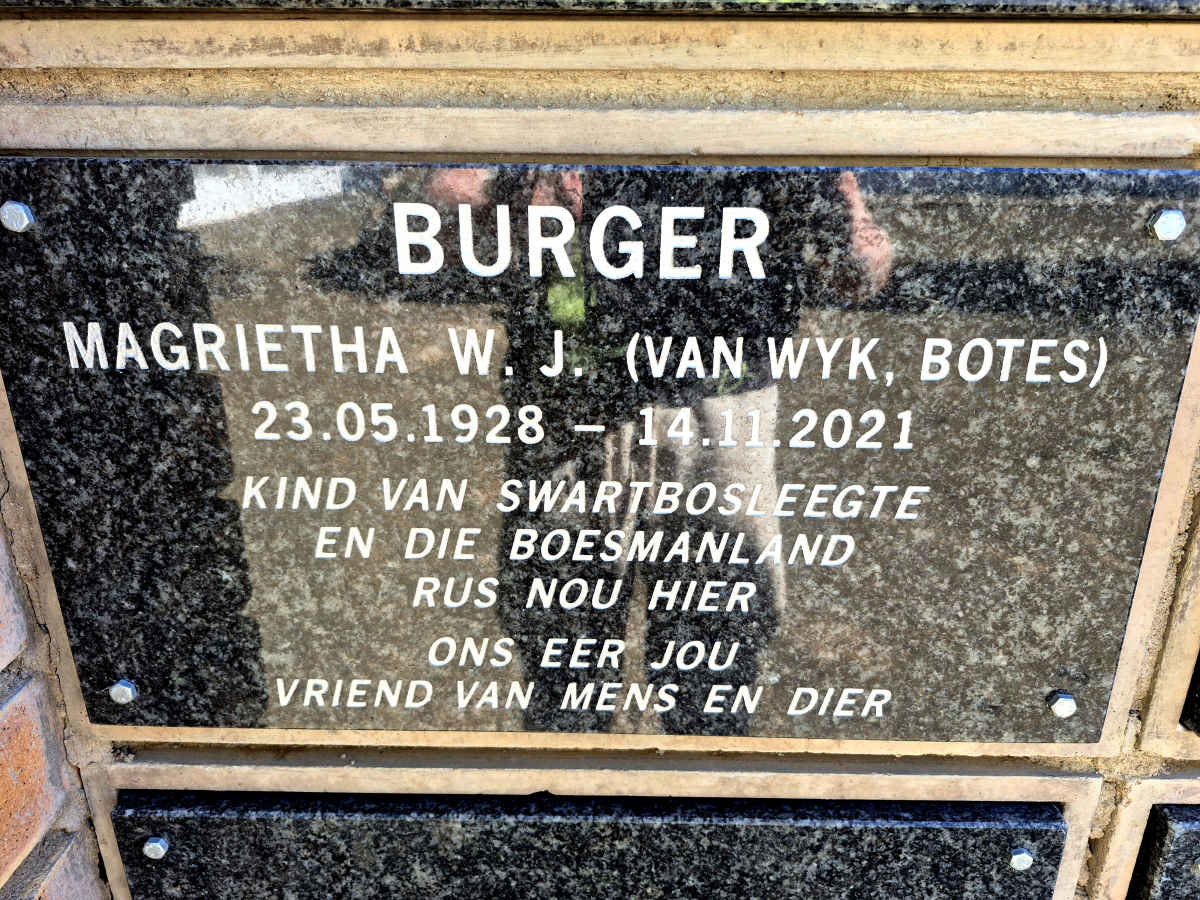 BURGER
MAGRIETHA W. J. (VAN WYK, BOTES)
23.05.1928 – 14.11.2021
KIND VAN SWARTBOSLEEGTE
EN DIE BOESMANLAND
RUS NOU HIER
ONS EER JOU
VRIEND VAN MENS EN DIER